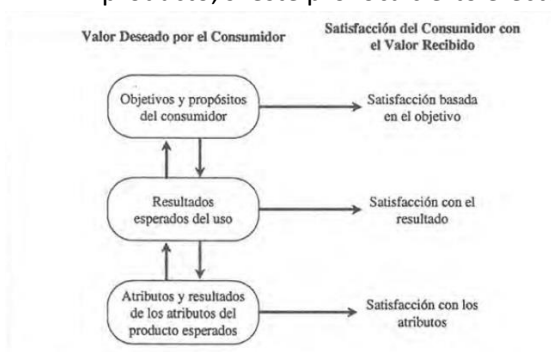 Valor Deseado por el Consumidor
Satisfacción del Consumidor con
el Valor Recibido
Objetivos y propósitos
del consumidor
Satisfacción basada
en el objetivo
Resultados
esperados del uso
Satisfacción con el
resultado
Atributos y resultados
de los atributos del
producto esperados
Satisfacción con los
atributos